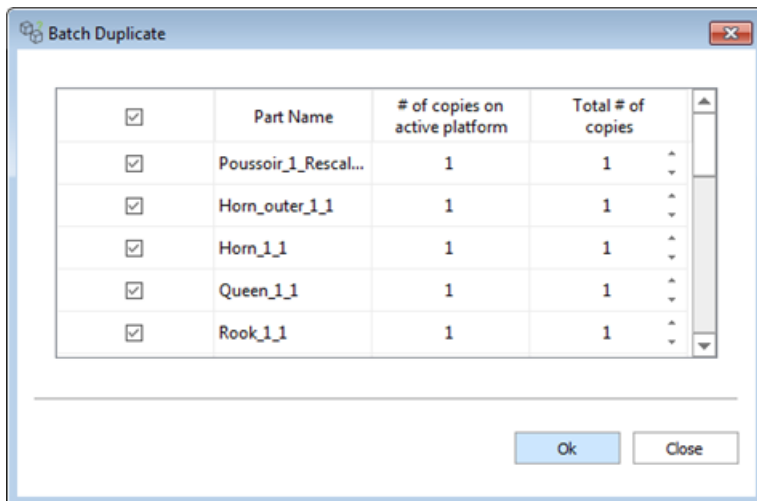 Batch Duplicate
Part Name
# of copies on
active platform
Total # of
copies
Poussoir_1_Rescal... 1 1
Horn_outer_1_1 1 1
Horn_1_1 1 1
Queen_1_1 1 1
Rook_1_1 1 1
Ok Close